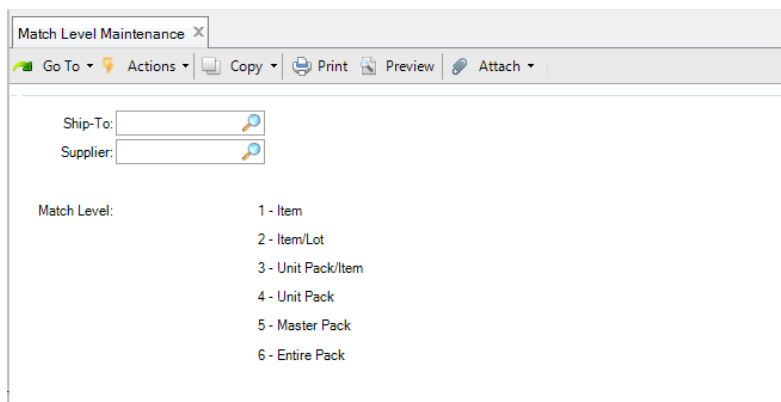 Match Level Maintenance X
Go To Actions Copy Print Preview Attach
Ship-To:
Supplier:
Match Level: 1 - Item
2 - Item/Lot
3 - Unit Pack/Item
4 - Unit Pack
5 - Master Pack
6 - Entire Pack